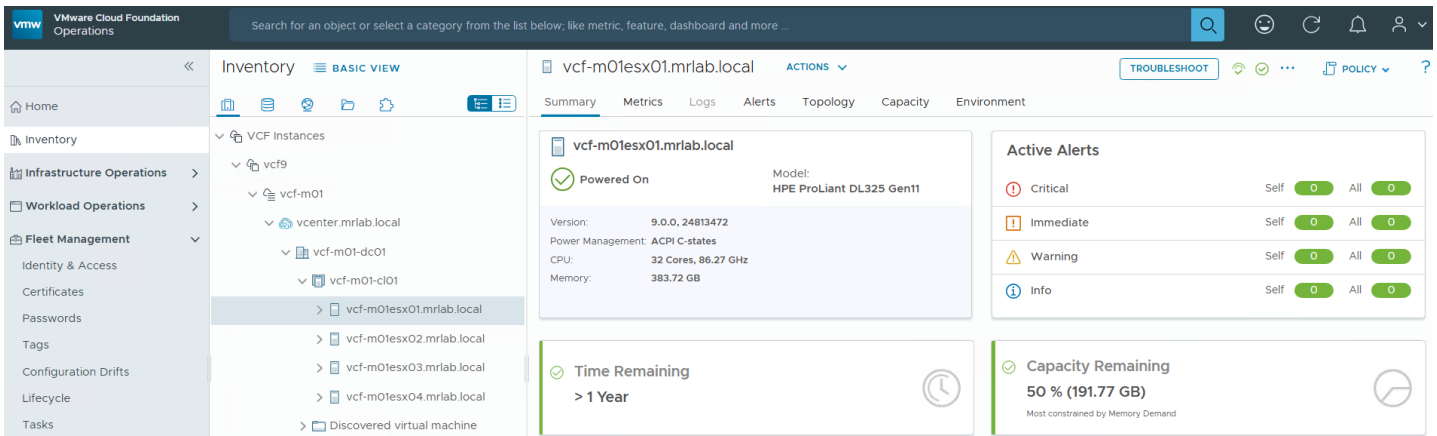 vmw
VMware Cloud Foundation
Operations
Search for an object or select a category from the list below; like metric, feature, dashboard and more ...
Home
Inventory
Infrastructure Operations
Workload Operations
Fleet Management
Identity & Access
Certificates
Passwords
Tags
Configuration Drifts
Lifecycle
Tasks
Inventory BASIC VIEW
VCF Instances
vcf9
vcf-m01
vcenter.mrlab.local
vcf-m01-dc01
vcf-m01-cl01
vcf-m01esx01.mrlab.local
vcf-m01esx02.mrlab.local
vcf-m01esx03.mrlab.local
vcf-m01esx04.mrlab.local
Discovered virtual machine
vcf-m01esx01.mrlab.local ACTIONS TROUBLESHOOT POLICY ?
Summary Metrics Logs Alerts Topology Capacity Environment
vcf-m01esx01.mrlab.local
Powered On
Model:
HPE ProLiant DL325 Gen11
Version: 9.0.0, 24813472
Power Management: ACPI C-states
CPU: 32 Cores, 86.27 GHz
Memory: 383.72 GB
Active Alerts
Critical Self 0 All 0
Immediate Self 0 All 0
Warning Self 0 All 0
Info Self 0 All 0
Time Remaining
> 1 Year
Capacity Remaining
50 % (191.77 GB)
Most constrained by Memory Demand